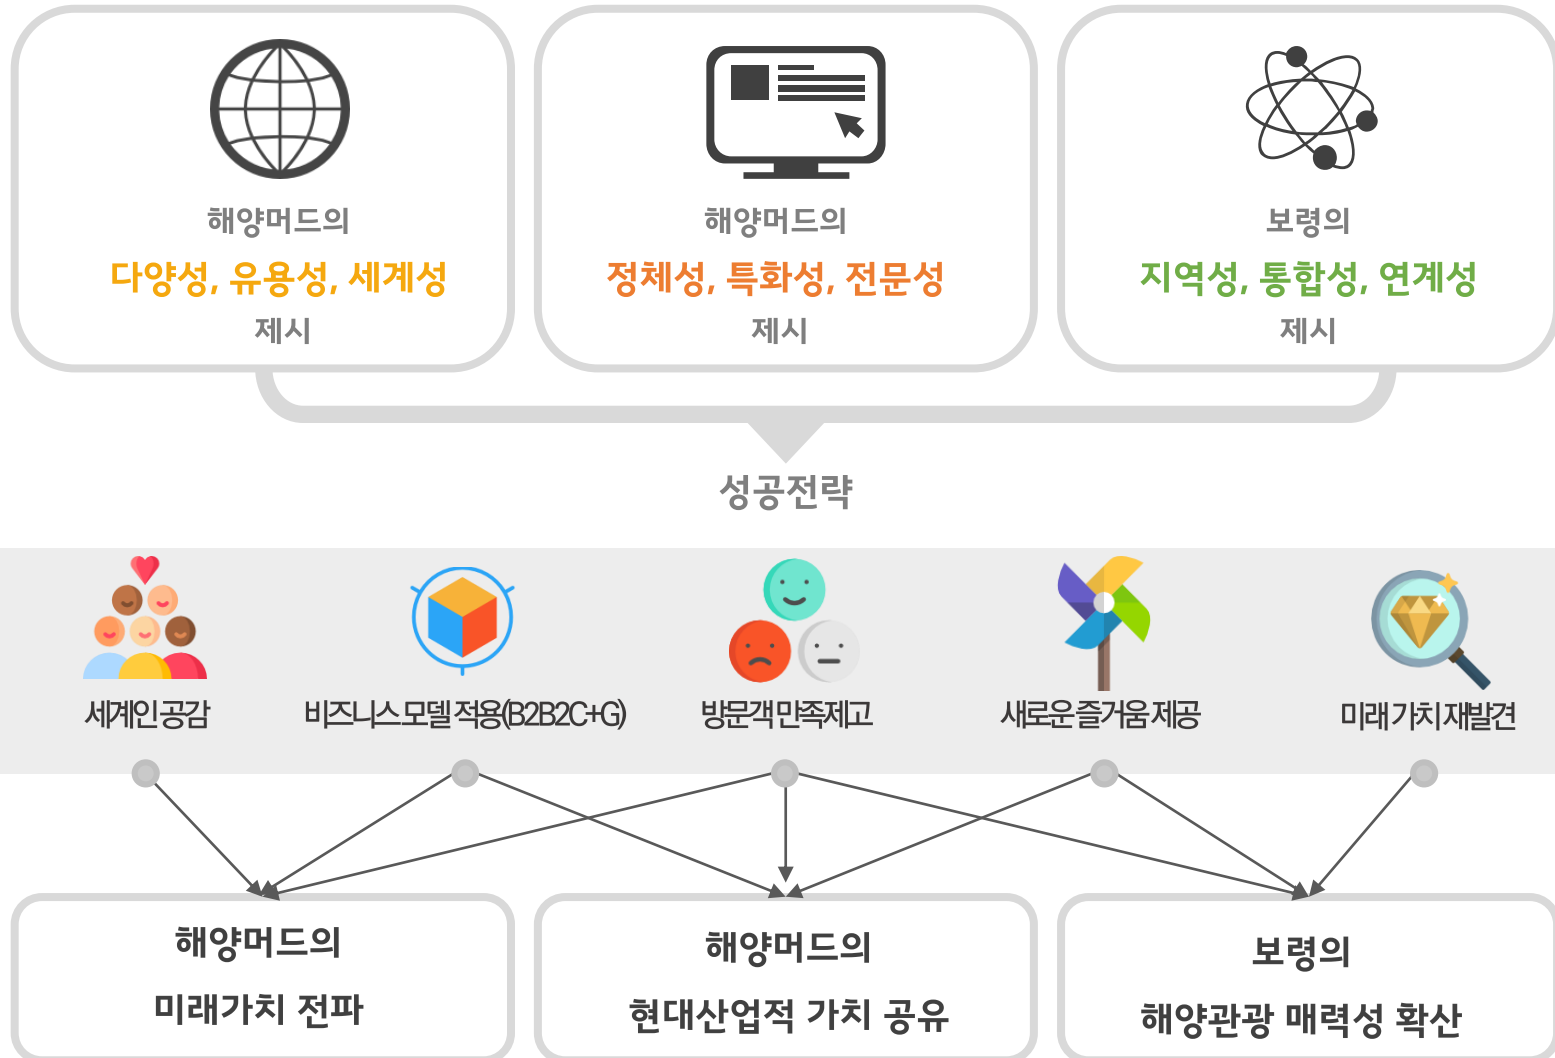 해양머드의
다양성, 유용성, 세계성
제시
해양머드의
정체성, 특화성, 전문성
제시
보령의
지역성, 통합성, 연계성
제시
성공전략
세계인 공감
비즈니스 모델 적용(B2B2C+G)
방문객 만족제고
새로운 즐거움 제공
미래 가치 재발견
해양머드의
미래가치 전파
해양머드의
현대산업적 가치 공유
보령의
해양관광 매력성 확산